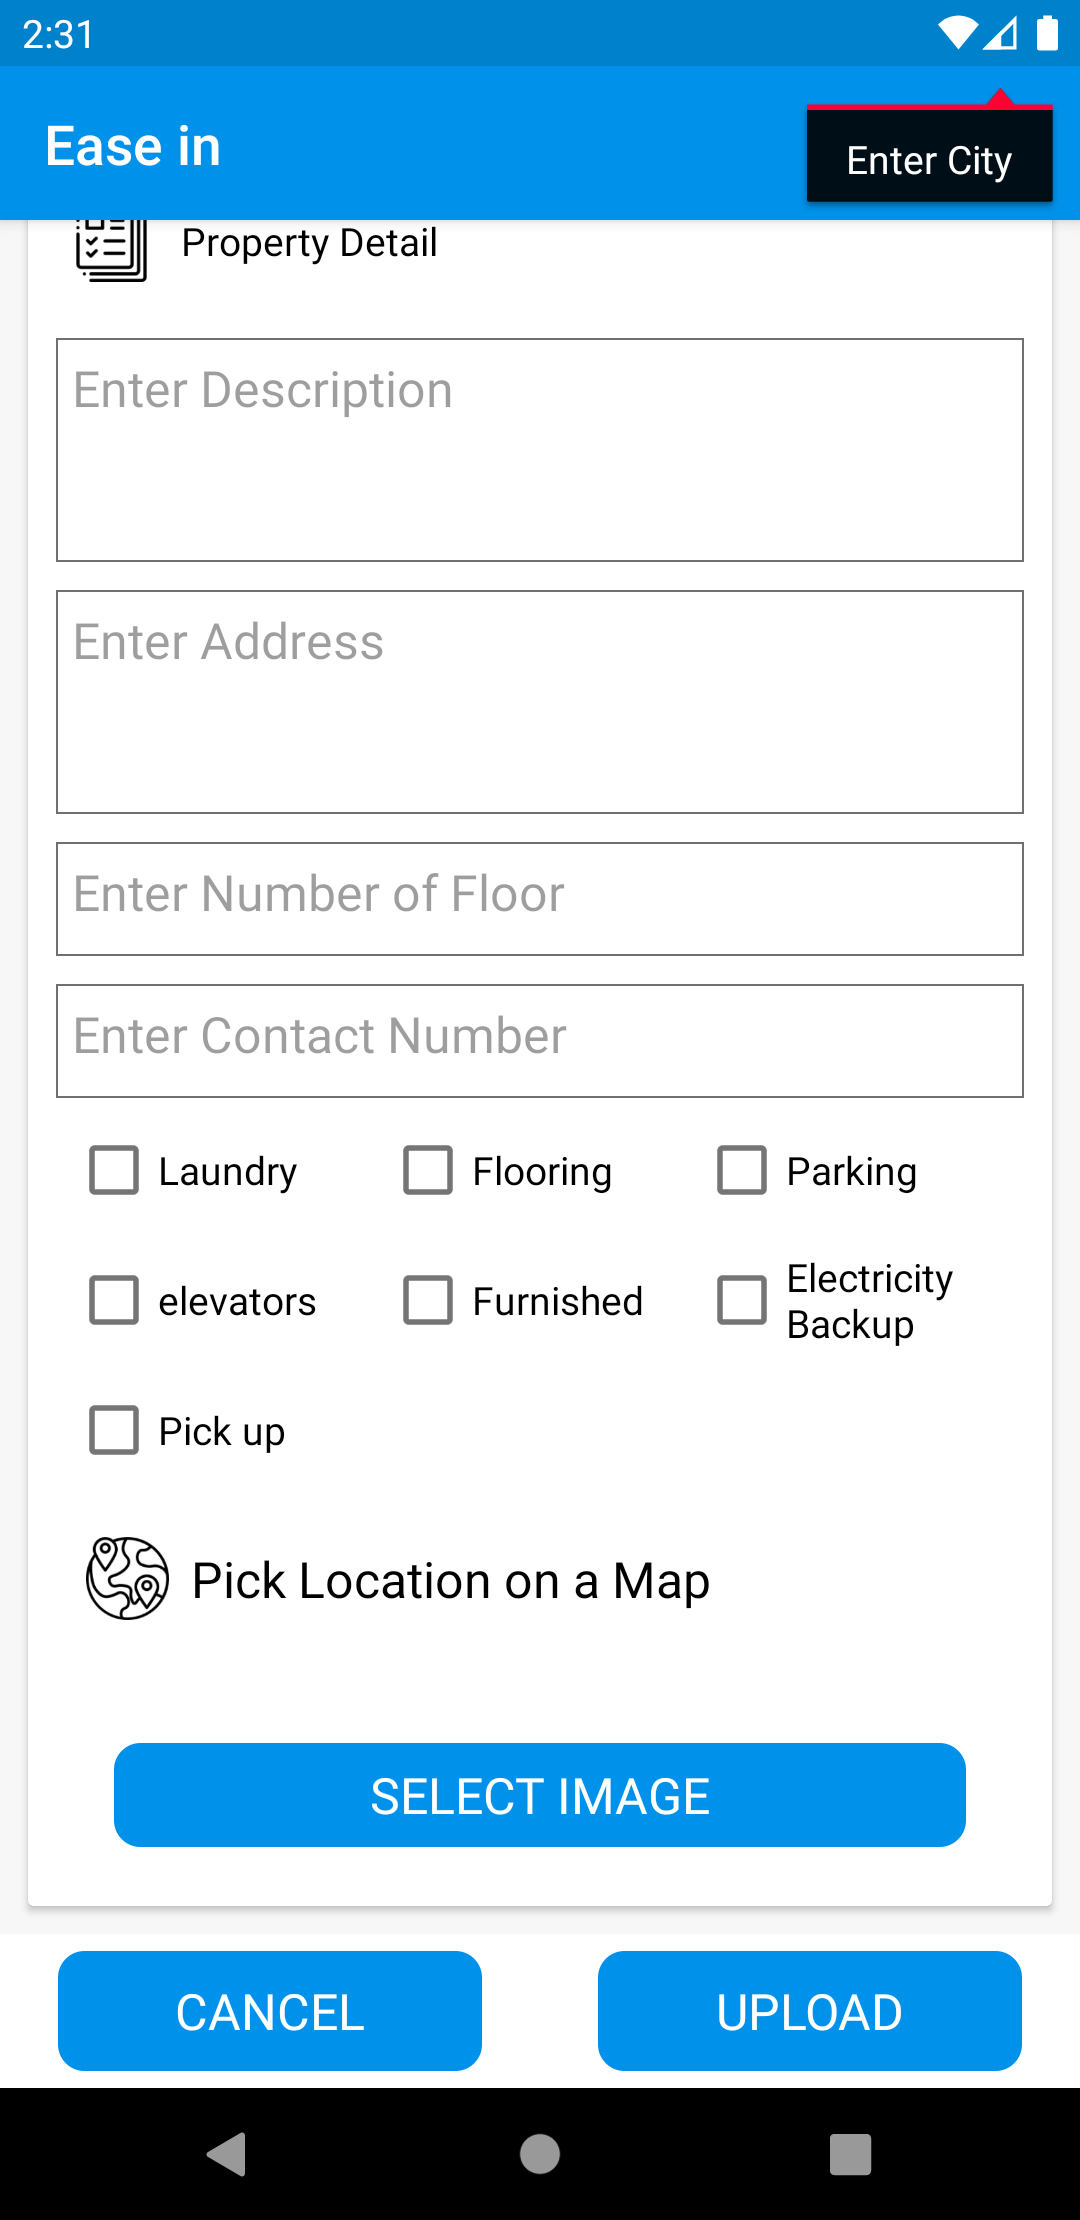 2:31
Ease in
Enter City
Property Detail
Enter Description
Enter Address
Enter Number of Floor
Enter Contact Number
Laundry
Flooring
Parking
elevators
Furnished
Electricity
Backup
Pick up
Pick Location on a Map
SELECT IMAGE
CANCEL
UPLOAD